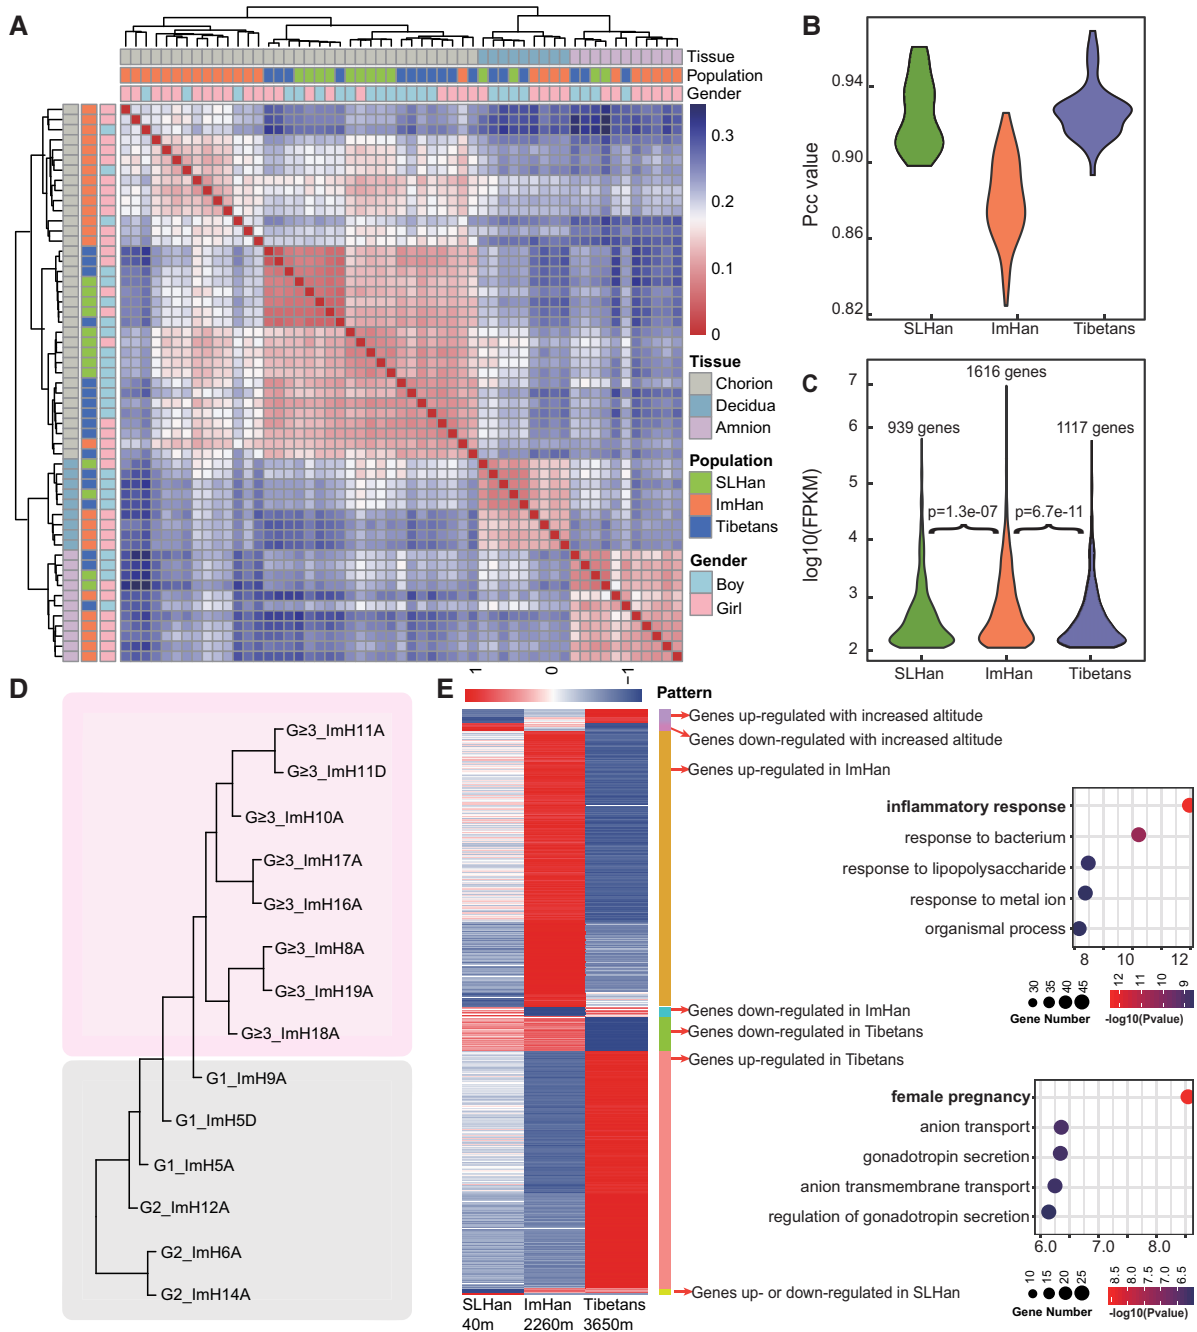 A
Tissue
Population
Gender
0.3
0.2
0.1
0
Tissue
Chorion
Decidua
Amnion
Population
SLHan
ImHan
Tibetans
Gender
Boy
Girl
B
Pcc value
0.94
0.90
0.86
0.82
SLHan ImHan Tibetans
C
log10(FPKM)
7
6
5
4
3
2
1616 genes
939 genes
1117 genes
p=1.3e-07
p=6.7e-11
SLHan ImHan Tibetans
D
G≥3_ImH11A
G≥3_ImH11D
G≥3_ImH10A
G≥3_ImH17A
G≥3_ImH16A
G≥3_ImH8A
G≥3_ImH19A
G≥3_ImH18A
G1_ImH9A
G1_ImH5D
G1_ImH5A
G2_ImH12A
G2_ImH6A
G2_ImH14A
E
1 0 −1
Pattern
Genes up-regulated with increased altitude
Genes down-regulated with increased altitude
Genes up-regulated in ImHan
Genes down-regulated in ImHan
Genes down-regulated in Tibetans
Genes up-regulated in Tibetans
Genes up- or down-regulated in SLHan
SLHan ImHan Tibetans
40m 2260m 3650m
inflammatory response
response to bacterium
response to lipopolysaccharide
response to metal ion
organismal process
8 10 12
30 35 40 45
Gene Number
12 11 10 9
-log10(Pvalue)
female pregnancy
anion transport
gonadotropin secretion
anion transmembrane transport
regulation of gonadotropin secretion
6.0 7.0 8.0
10 15 20 25
Gene Number
8.5 8.0 7.5 7.0 6.5
-log10(Pvalue)